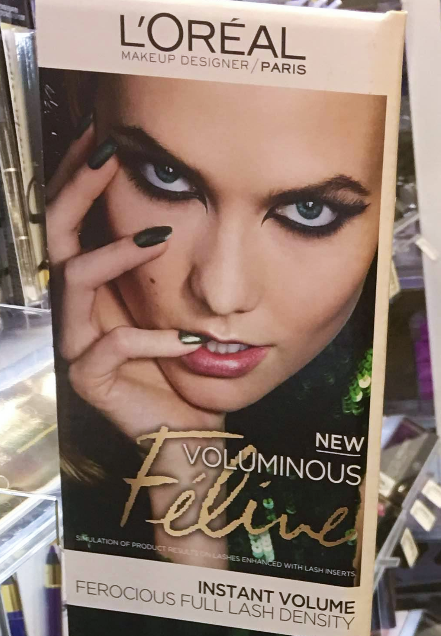 L'ORÉAL
MAKEUP DESIGNER/PARIS
NEW
VOLUMINOUS
Féline
SIMULATION OF PRODUCT RESULTS ON LASHES ENHANCED WITH LASH INSERTS.
INSTANT VOLUME
FEROCIOUS FULL LASH DENSITY